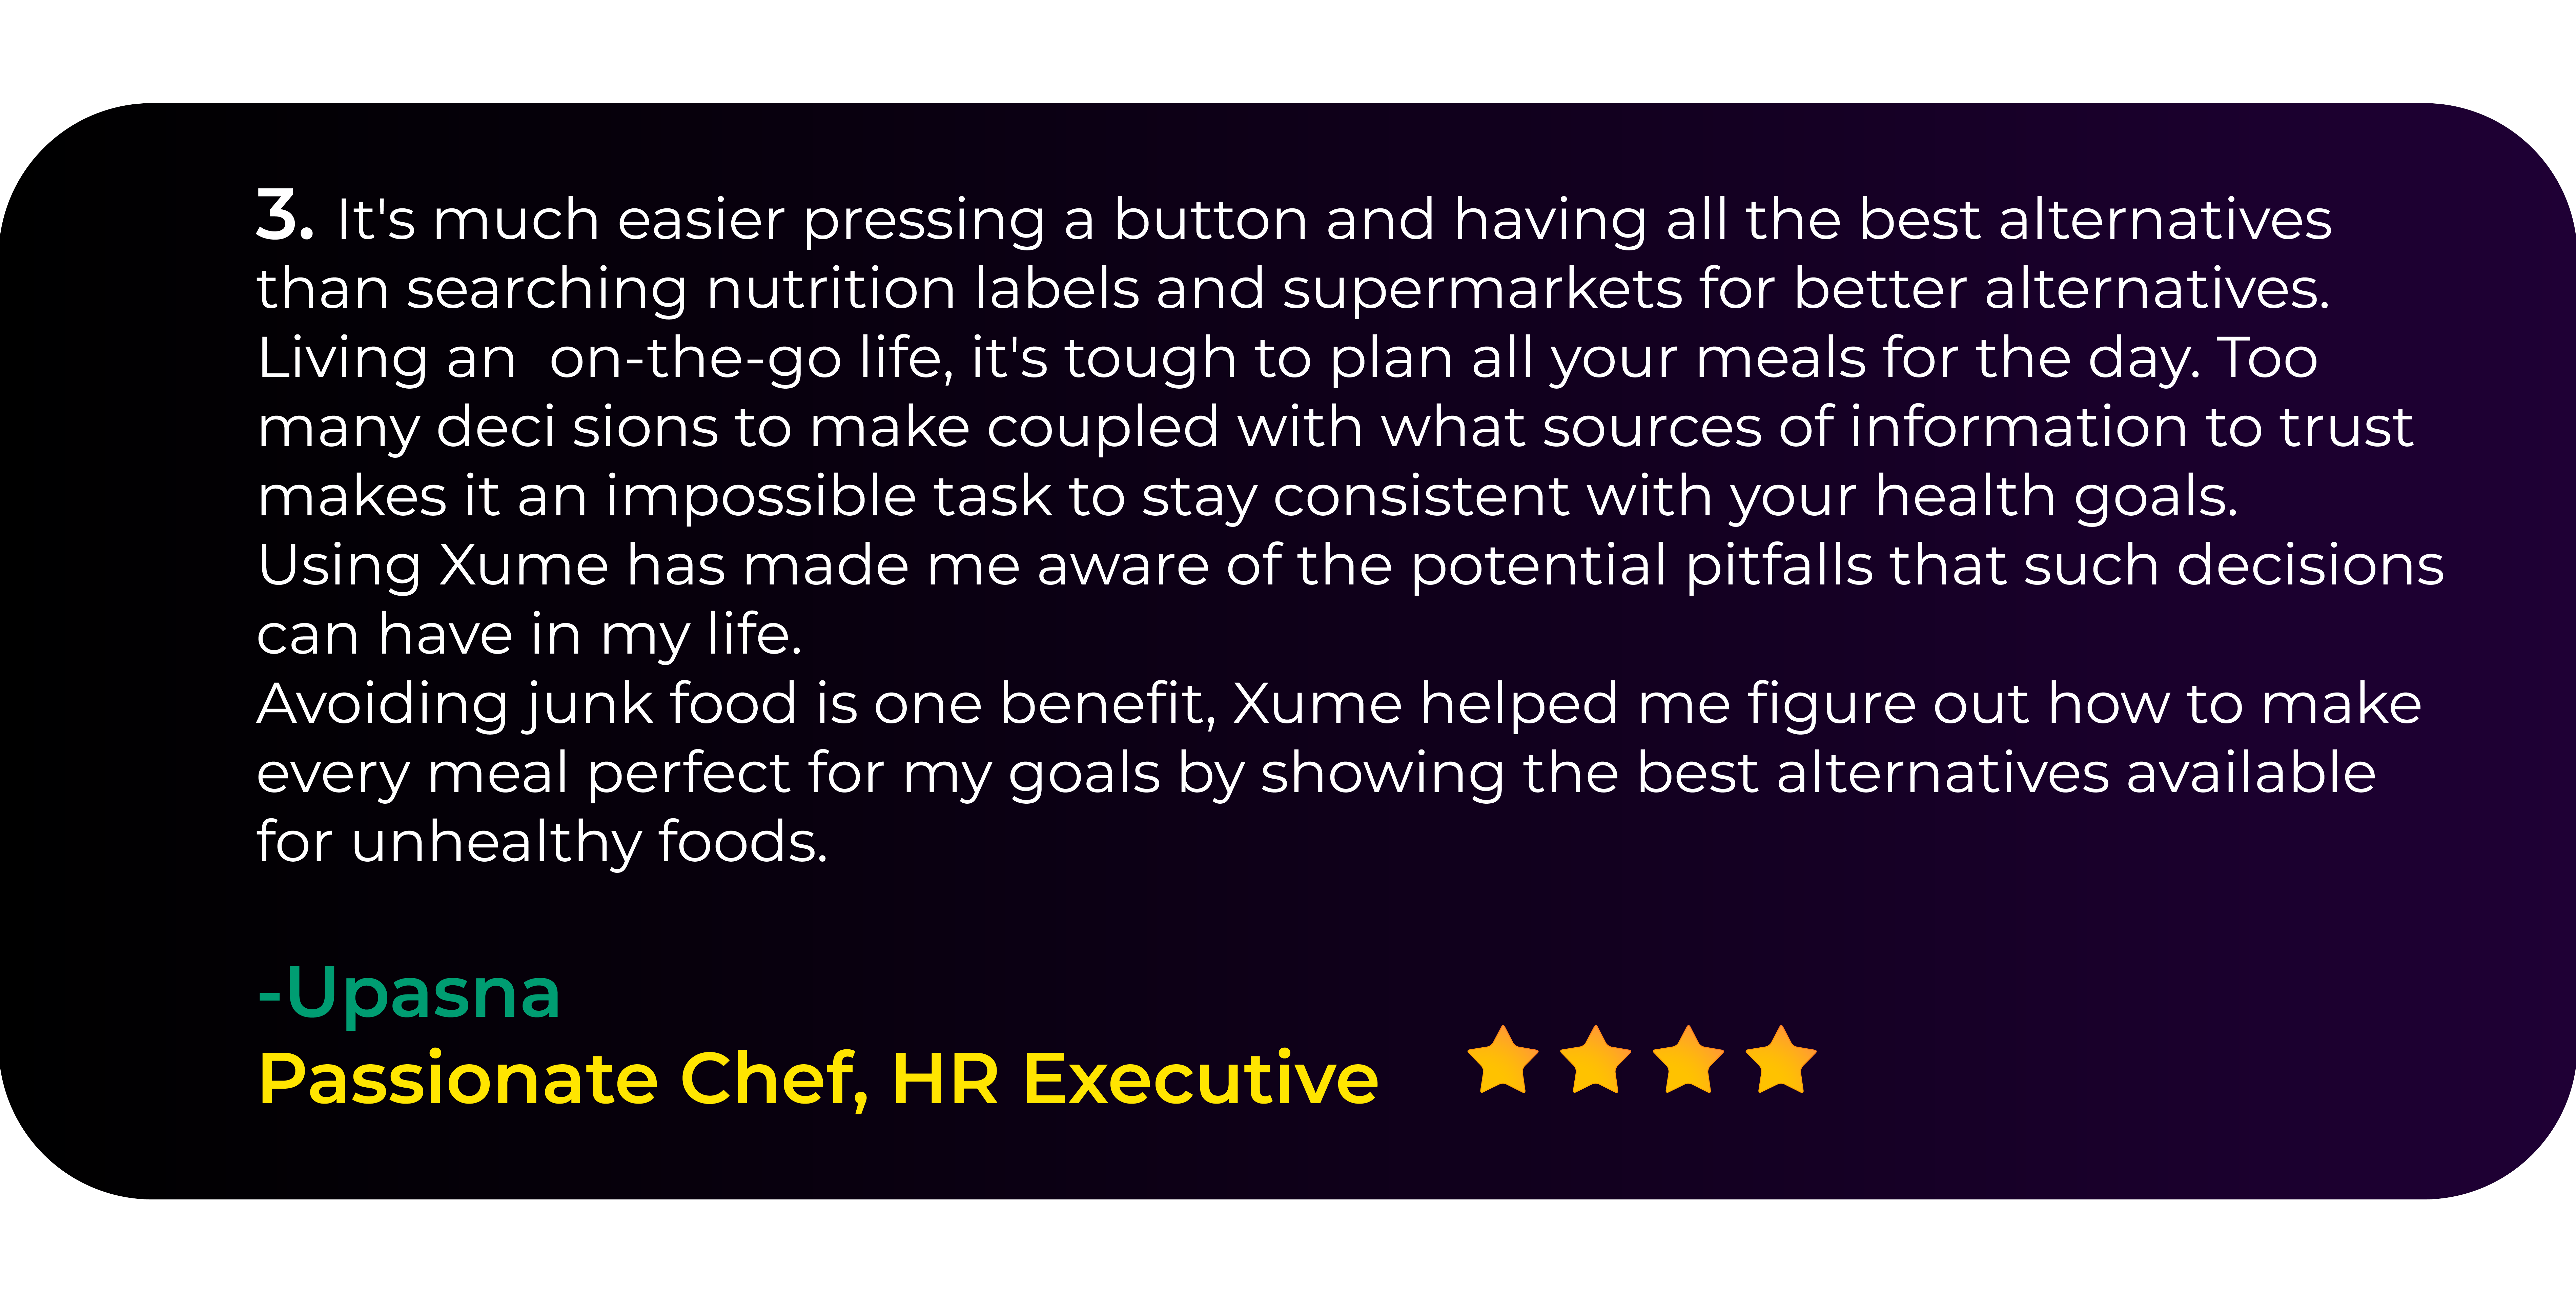 3. It's much easier pressing a button and having all the best alternatives
than searching nutrition labels and supermarkets for better alternatives.
Living an  on-the-go life, it's tough to plan all your meals for the day. Too
many deci sions to make coupled with what sources of information to trust
makes it an impossible task to stay consistent with your health goals.
Using Xume has made me aware of the potential pitfalls that such decisions
can have in my life.
Avoiding junk food is one benefit, Xume helped me figure out how to make
every meal perfect for my goals by showing the best alternatives available
for unhealthy foods.
-Upasna
Passionate Chef, HR Executive